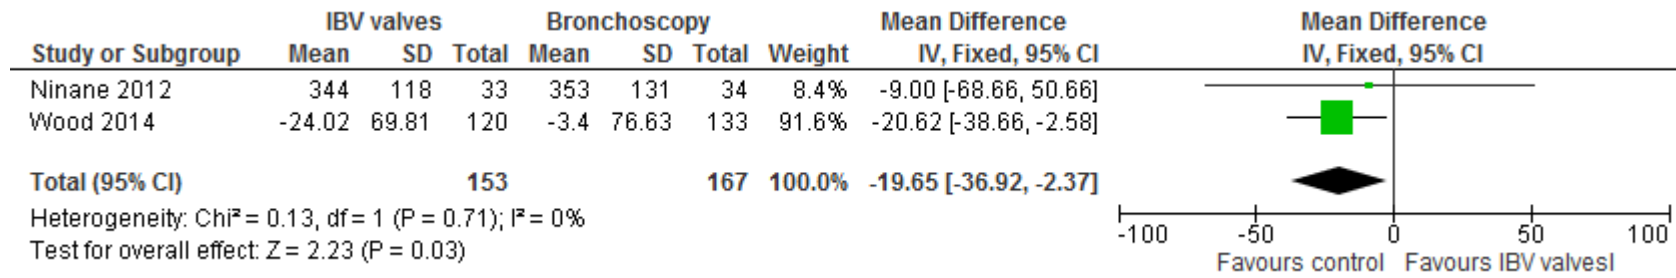 IBV valves Bronchoscopy Mean Difference Mean Difference
Study or Subgroup Mean SD Total Mean SD Total Weight IV, Fixed, 95% CI IV, Fixed, 95% CI
Ninane 2012 344 118 33 353 131 34 8.4% -9.00 [-68.66, 50.66]
Wood 2014 -24.02 69.81 120 -3.4 76.63 133 91.6% -20.62 [-38.66, -2.58]
Total (95% CI) 153 167 100.0% -19.65 [-36.92, -2.37]
Heterogeneity: Chi² = 0.13, df = 1 (P = 0.71); I² = 0%
Test for overall effect: Z = 2.23 (P = 0.03)
-100 -50 0 50 100
Favours control Favours IBV valvesl